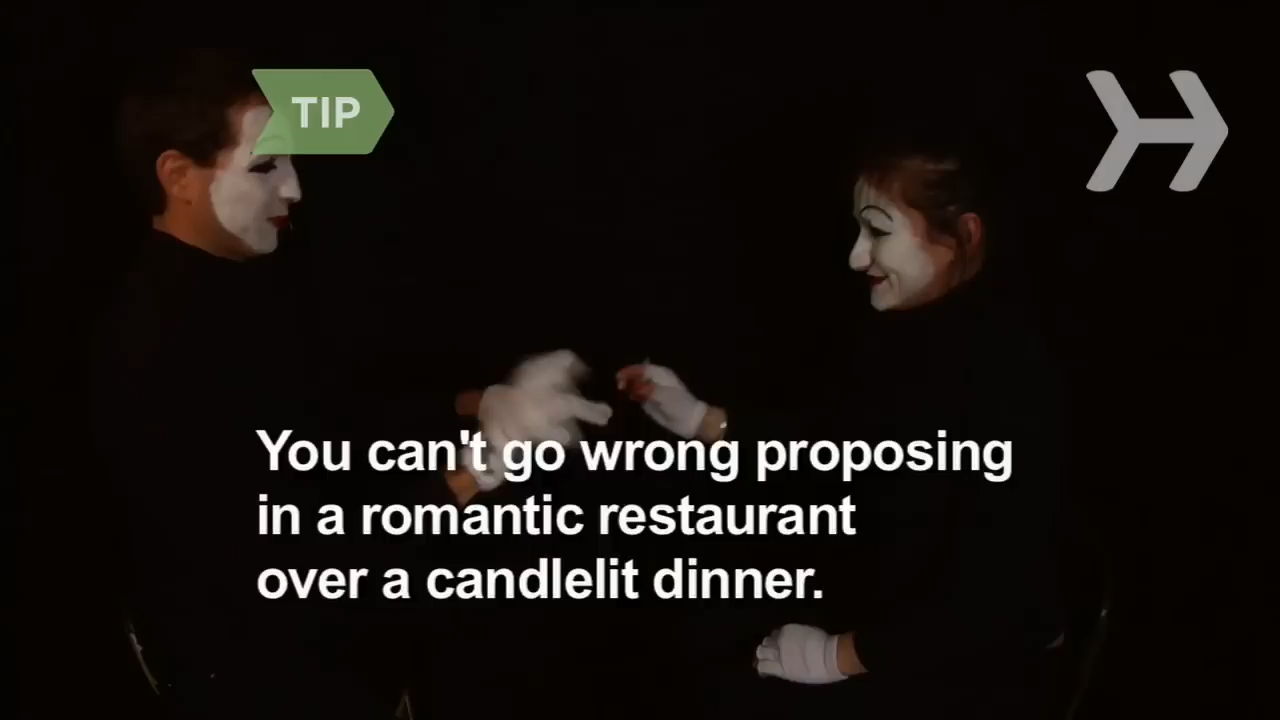 TIP
You can't go wrong proposing
in a romantic restaurant
over a candlelit dinner.